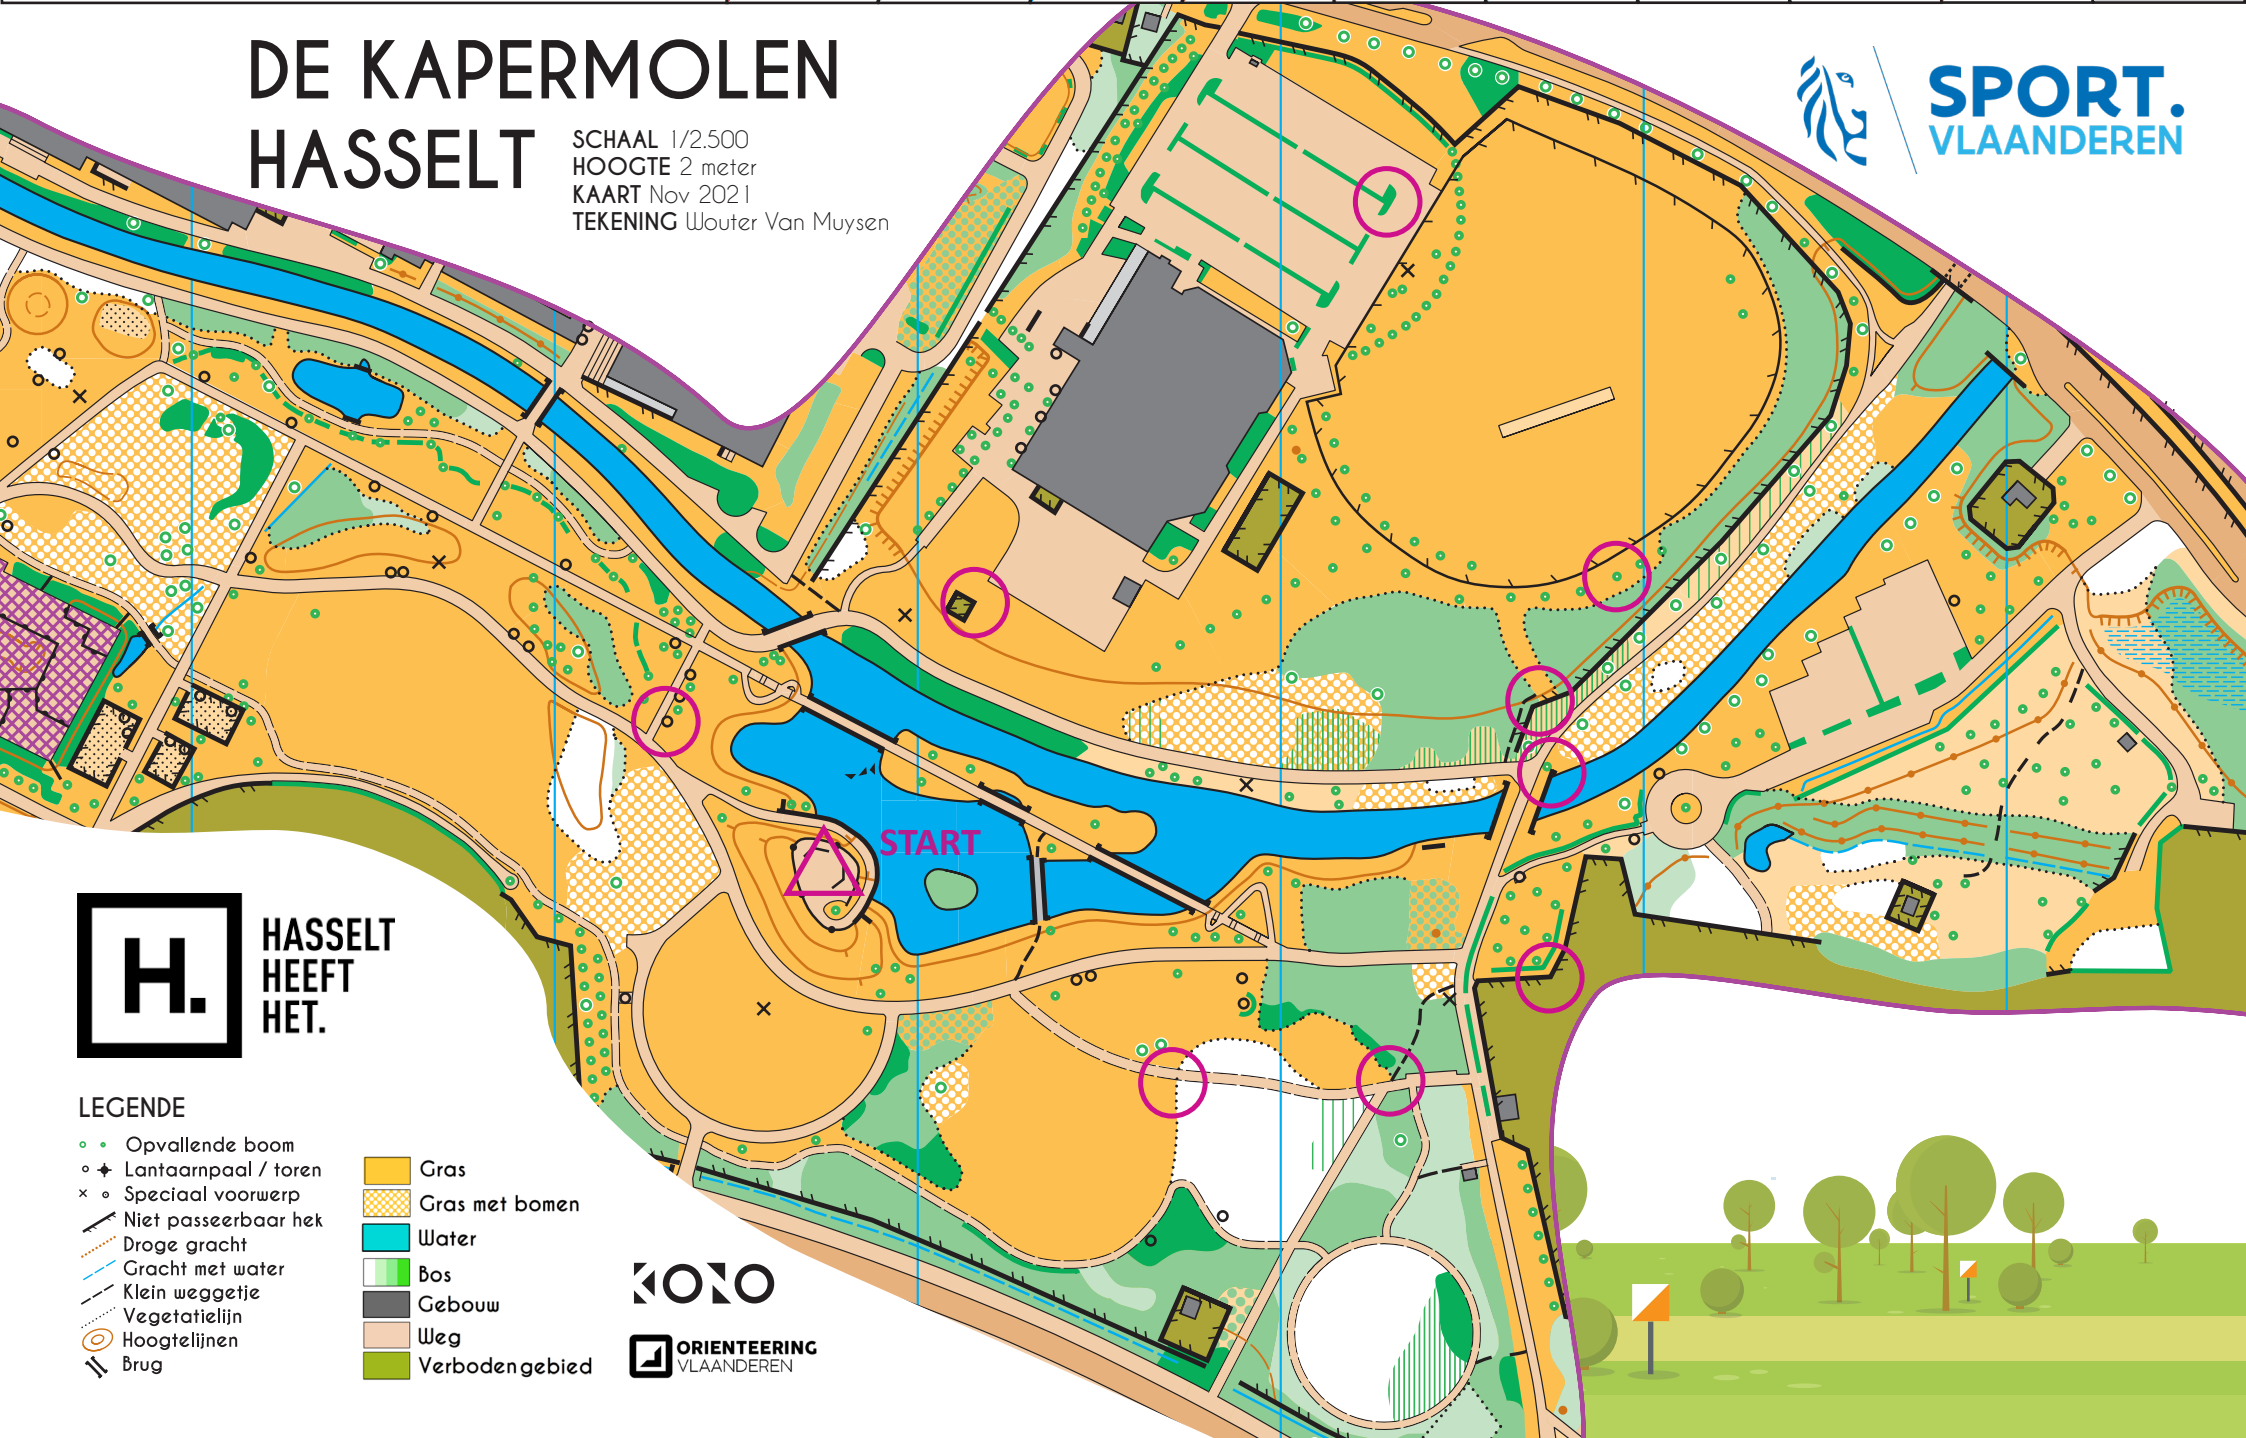 DE KAPERMOLEN
HASSELT
SCHAAL 1/2.500
HOOGTE 2 meter
KAART Nov 2021
TEKENING Wouter Van Muysen
SPORT.
VLAANDEREN
START
H.
HASSELT
HEEFT
HET.
LEGENDE
Opvallende boom
Lantaarnpaal / toren
Speciaal voorwerp
Niet passeerbaar hek
Droge gracht
Gracht met water
Klein weggetje
Vegetatielijn
Hoogtelijnen
Brug
Gras
Gras met bomen
Water
Bos
Gebouw
Weg
Verboden gebied
KOKO
ORIENTEERING
VLAANDEREN